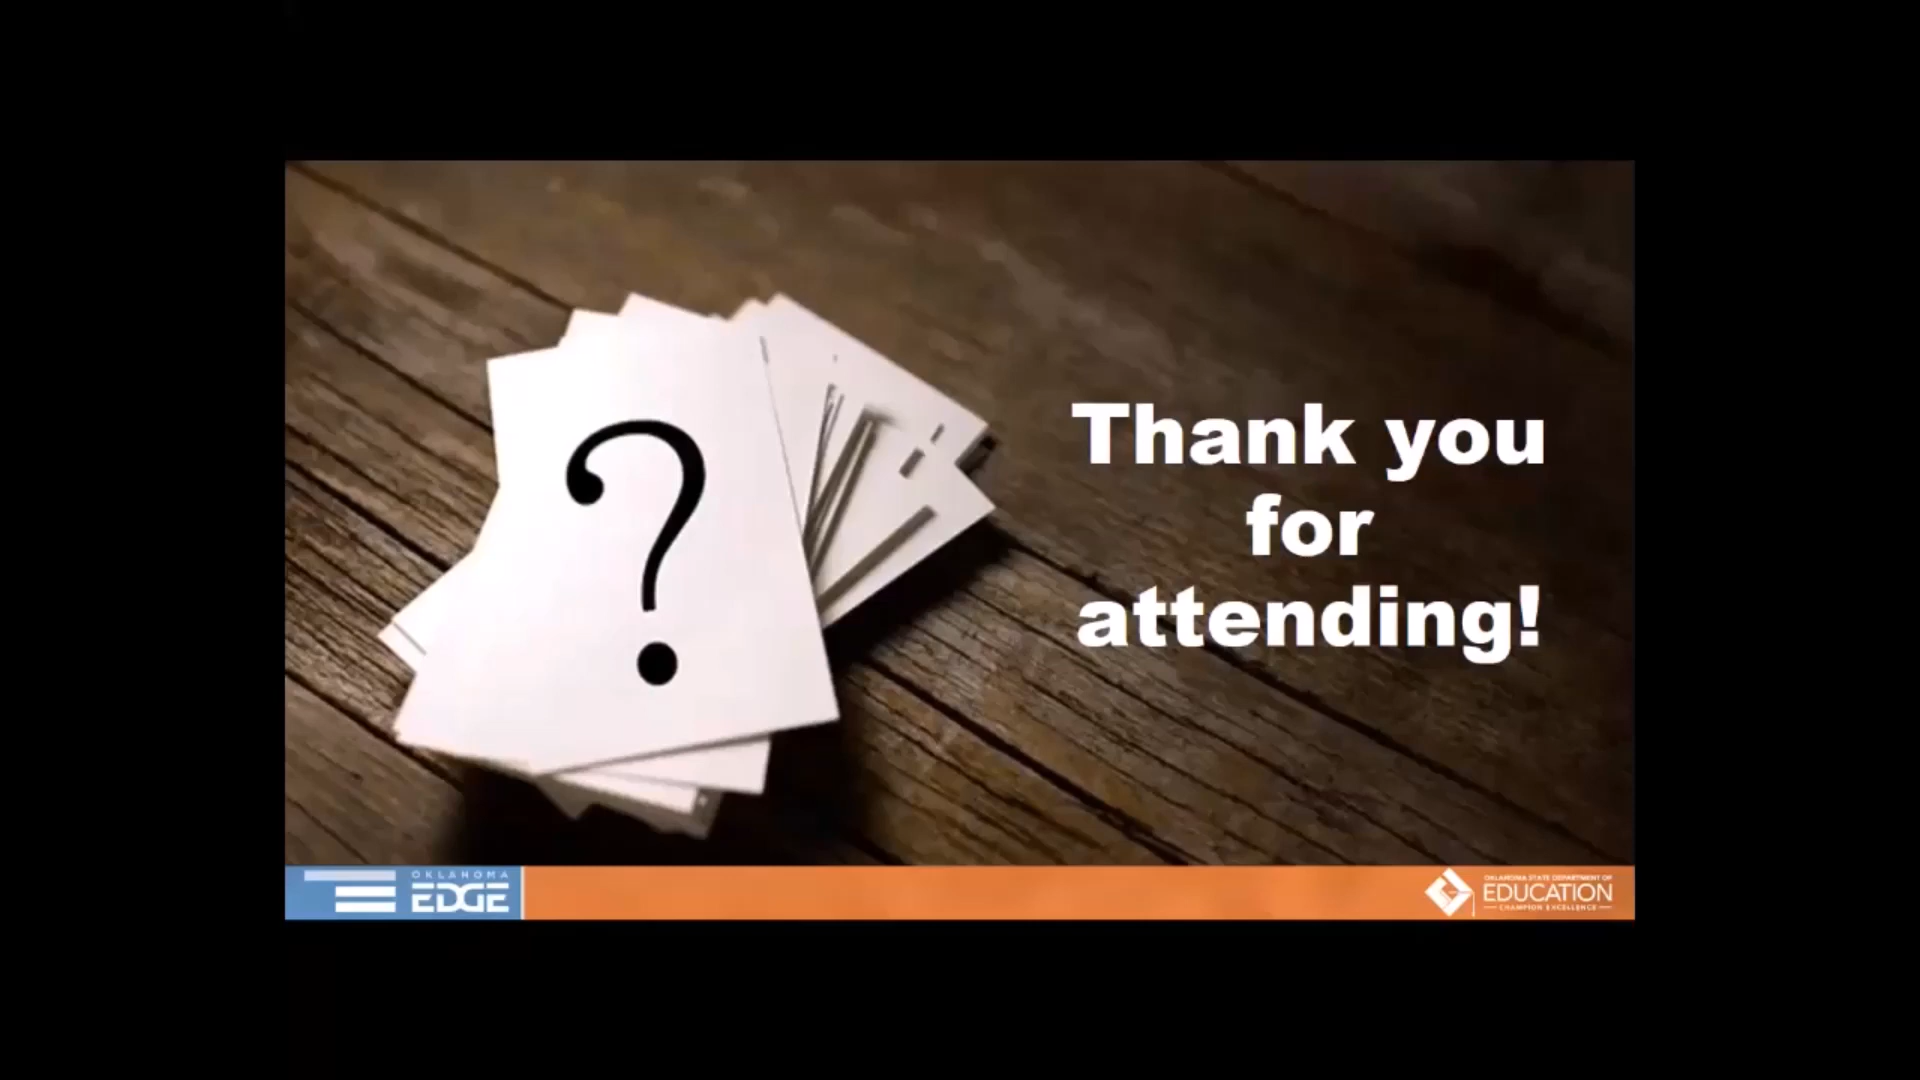 ?
Thank you
for
attending!
OKLAHOMA
EDGE
OKLAHOMA STATE DEPARTMENT OF
EDUCATION
CHAMPION EXCELLENCE